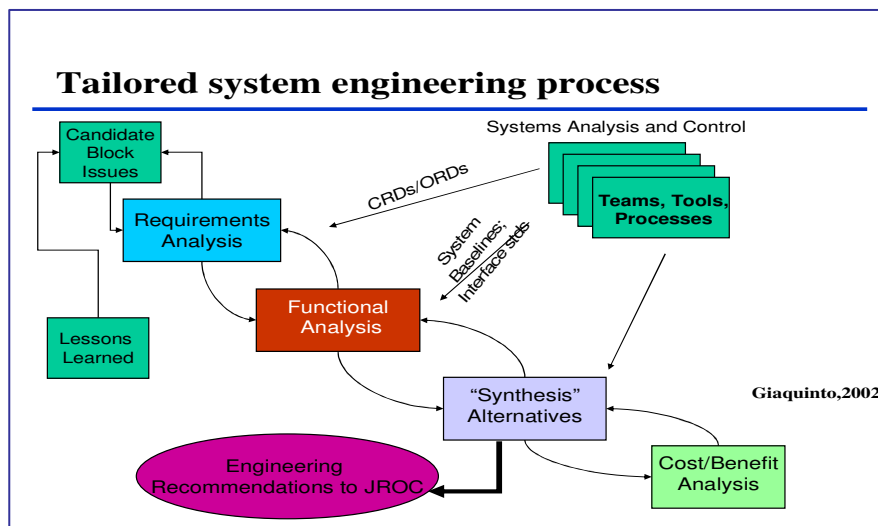 Tailored system engineering process
Systems Analysis and Control
Candidate
Block
Issues
CRDs/ORDs
Teams, Tools,
Processes
Requirements
Analysis
System
Baselines;
Interface stds
Functional
Analysis
Lessons
Learned
“Synthesis”
Alternatives
Giaquinto,2002
Engineering
Recommendations to JROC
Cost/Benefit
Analysis